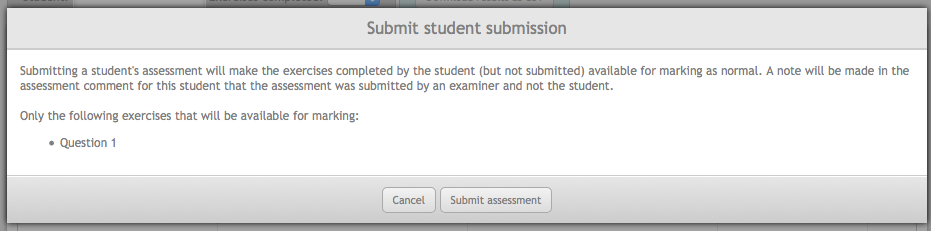 Submit student submission
Submitting a student's assessment will make the exercises completed by the student (but not submitted) available for marking as normal. A note will be made in the
assessment comment for this student that the assessment was submitted by an examiner and not the student.
Only the following exercises that will be available for marking:
• Question 1
Cancel Submit assessment